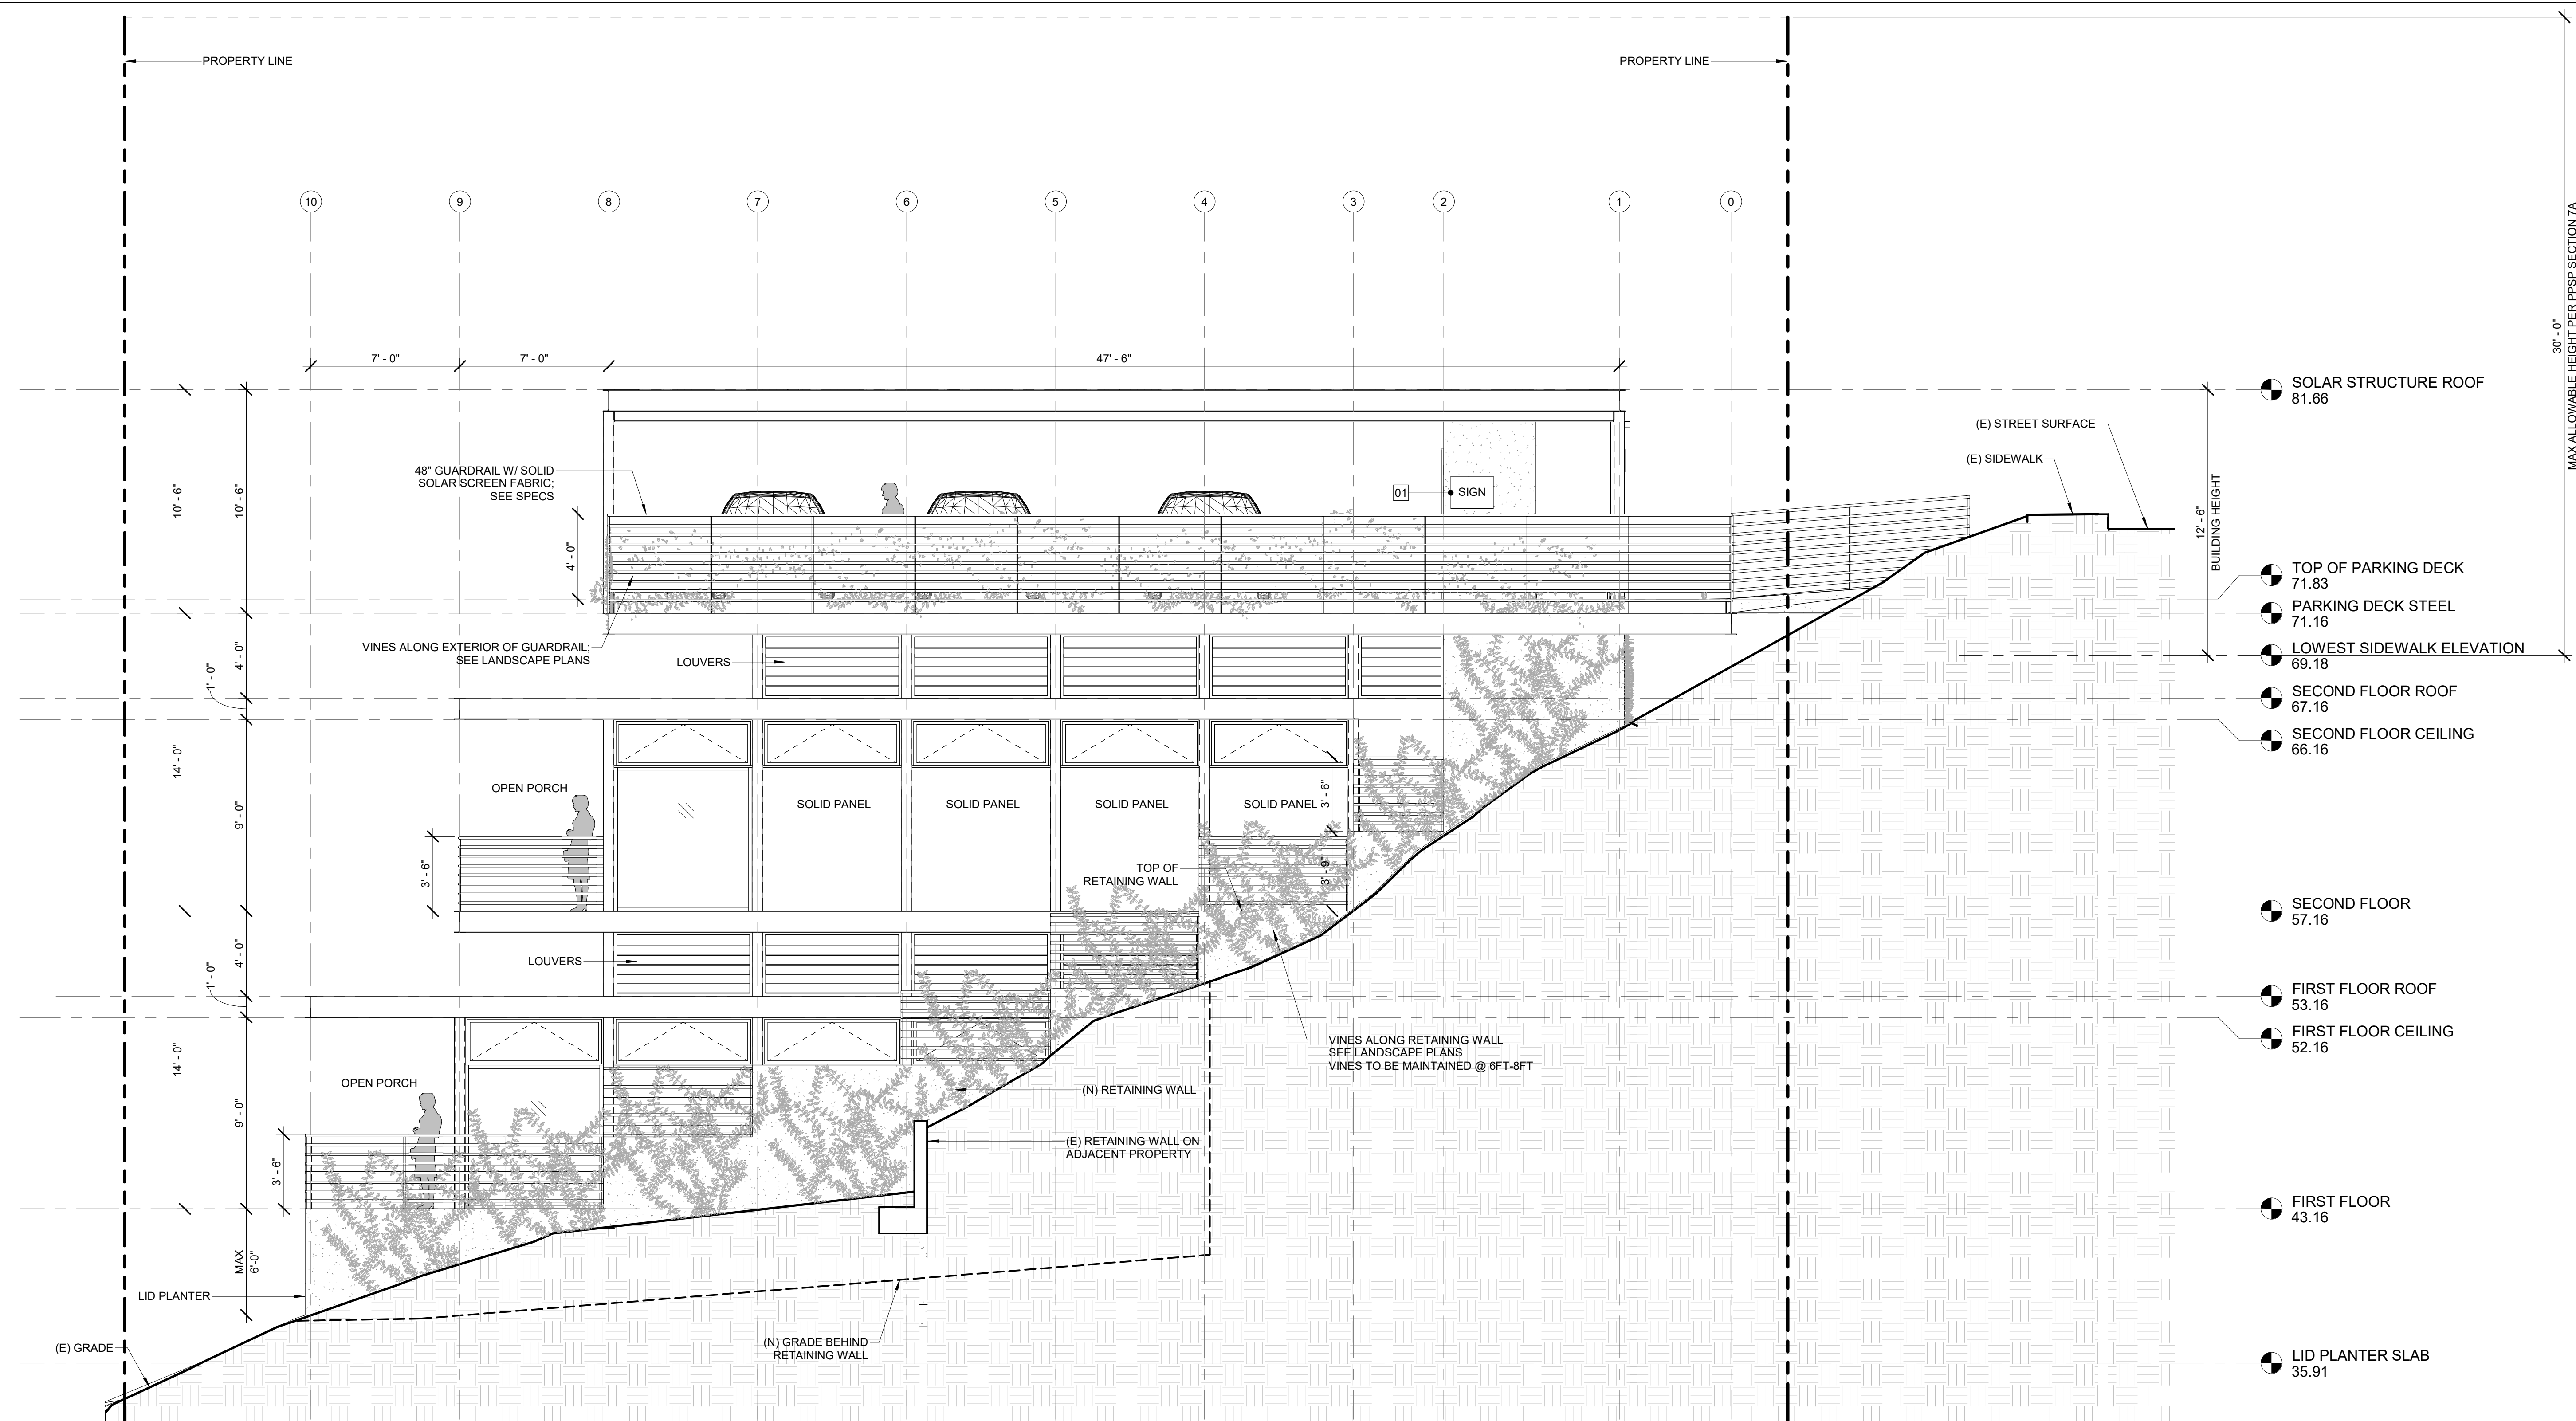 PROPERTY LINE
PROPERTY LINE
10
9
8
7
6
5
4
3
2
1
0
7' - 0"
7' - 0"
47' - 6"
30' - 0"
MAX ALLOWABLE HEIGHT PER PPSP SECTION 7A
SOLAR STRUCTURE ROOF
81.66
(E) STREET SURFACE
(E) SIDEWALK
48" GUARDRAIL W/ SOLID
SOLAR SCREEN FABRIC;
SEE SPECS
01
SIGN
10' - 6"
10' - 6"
12' - 6"
BUILDING HEIGHT
4' - 0"
TOP OF PARKING DECK
71.83
PARKING DECK STEEL
71.16
VINES ALONG EXTERIOR OF GUARDRAIL;
SEE LANDSCAPE PLANS
LOUVERS
LOWEST SIDEWALK ELEVATION
69.18
4' - 0"
1' - 0"
SECOND FLOOR ROOF
67.16
SECOND FLOOR CEILING
66.16
14' - 0"
9' - 0"
OPEN PORCH
SOLID PANEL
SOLID PANEL
SOLID PANEL
SOLID PANEL
3' - 6"
3' - 6"
3' - 9"
TOP OF
RETAINING WALL
SECOND FLOOR
57.16
4' - 0"
LOUVERS
1' - 0"
FIRST FLOOR ROOF
53.16
FIRST FLOOR CEILING
52.16
14' - 0"
9' - 0"
OPEN PORCH
VINES ALONG RETAINING WALL
SEE LANDSCAPE PLANS
VINES TO BE MAINTAINED @ 6FT-8FT
(N) RETAINING WALL
(E) RETAINING WALL ON
ADJACENT PROPERTY
3' - 6"
FIRST FLOOR
43.16
MAX
6'-0"
LID PLANTER
(N) GRADE BEHIND
RETAINING WALL
(E) GRADE
LID PLANTER SLAB
35.91